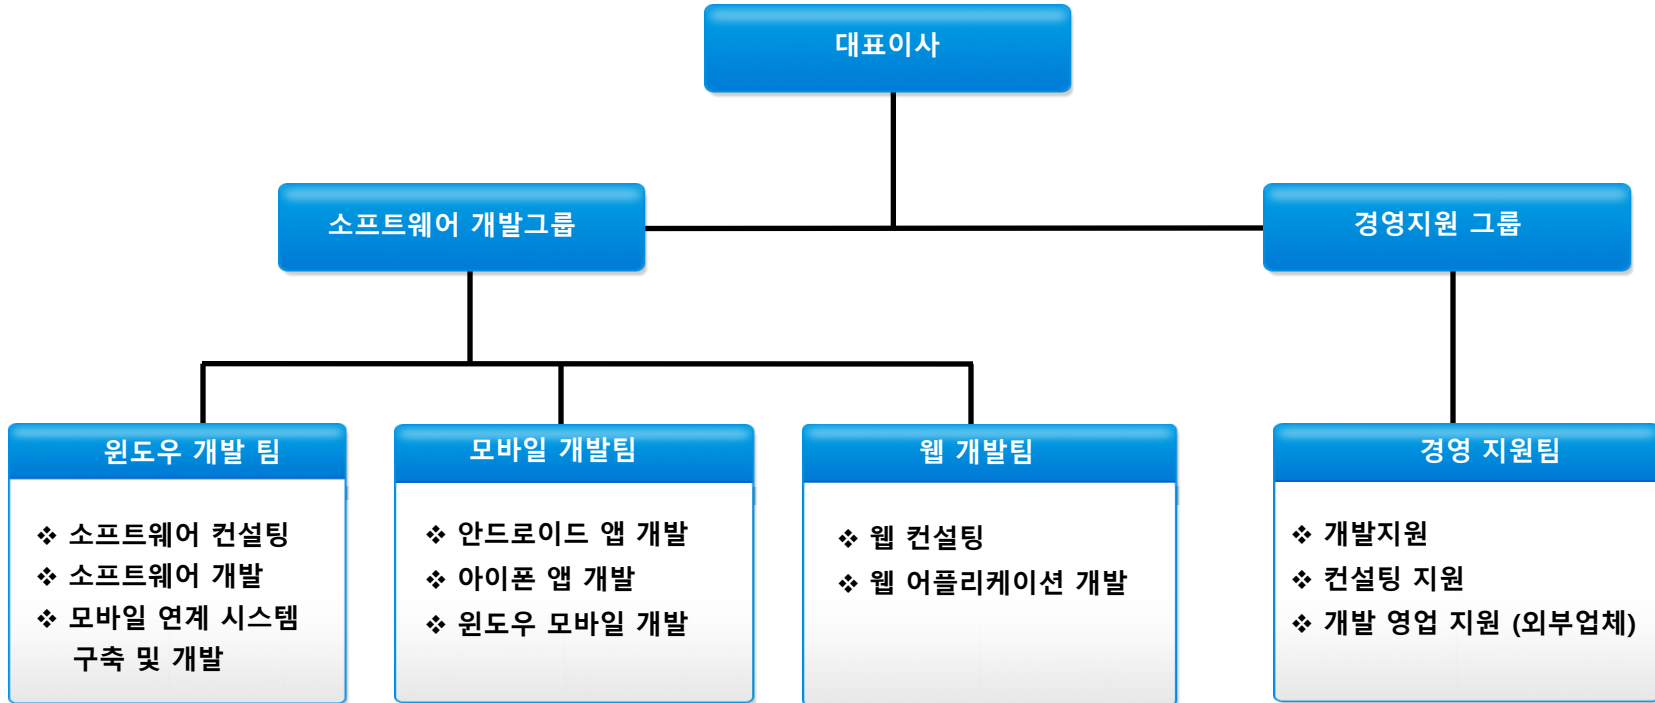 대표이사
소프트웨어 개발그룹
경영지원 그룹
윈도우 개발 팀
❖ 소프트웨어 컨설팅
❖ 소프트웨어 개발
❖ 모바일 연계 시스템
구축 및 개발
모바일 개발팀
❖ 안드로이드 앱 개발
❖ 아이폰 앱 개발
❖ 윈도우 모바일 개발
웹 개발팀
❖ 웹 컨설팅
❖ 웹 어플리케이션 개발
경영 지원팀
❖ 개발지원
❖ 컨설팅 지원
❖ 개발 영업 지원 (외부업체)